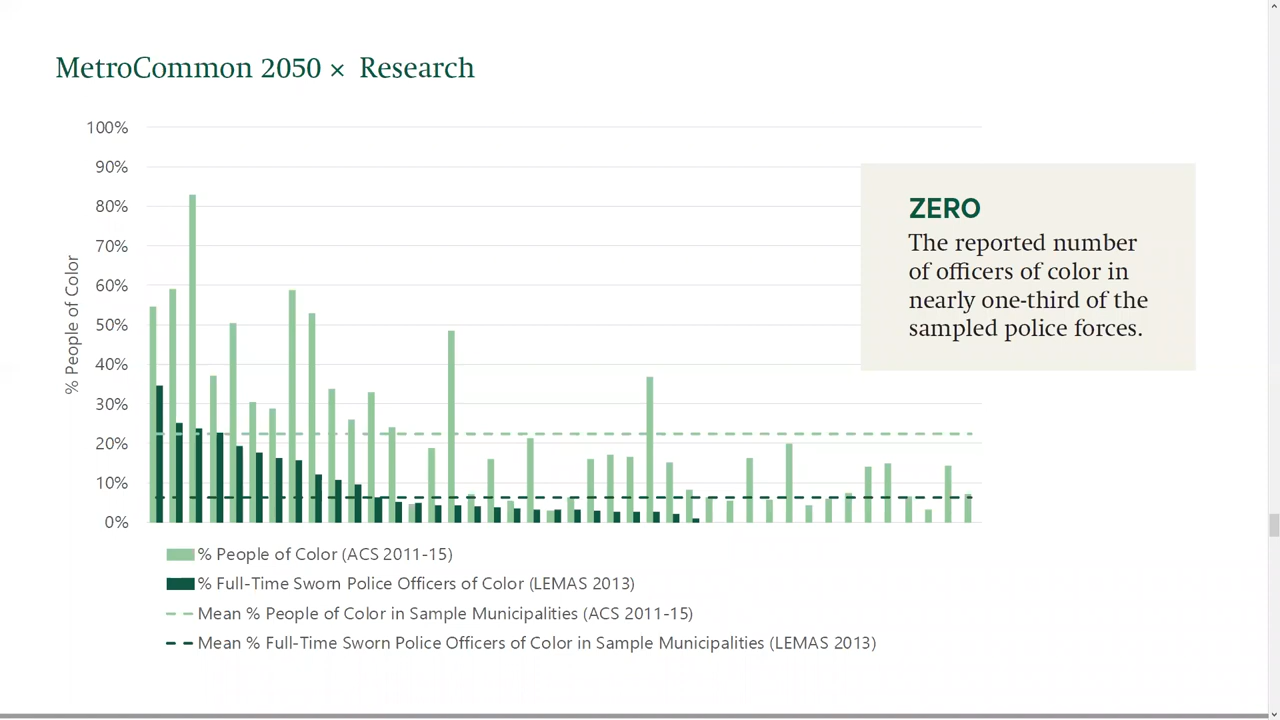 MetroCommon 2050 × Research
100%
90%
80%
70%
60%
50%
40%
30%
20%
10%
0%
% People of Color
ZERO
The reported number
of officers of color in
nearly one-third of the
sampled police forces.
% People of Color (ACS 2011-15)
% Full-Time Sworn Police Officers of Color (LEMAS 2013)
Mean % People of Color in Sample Municipalities (ACS 2011-15)
Mean % Full-Time Sworn Police Officers of Color in Sample Municipalities (LEMAS 2013)